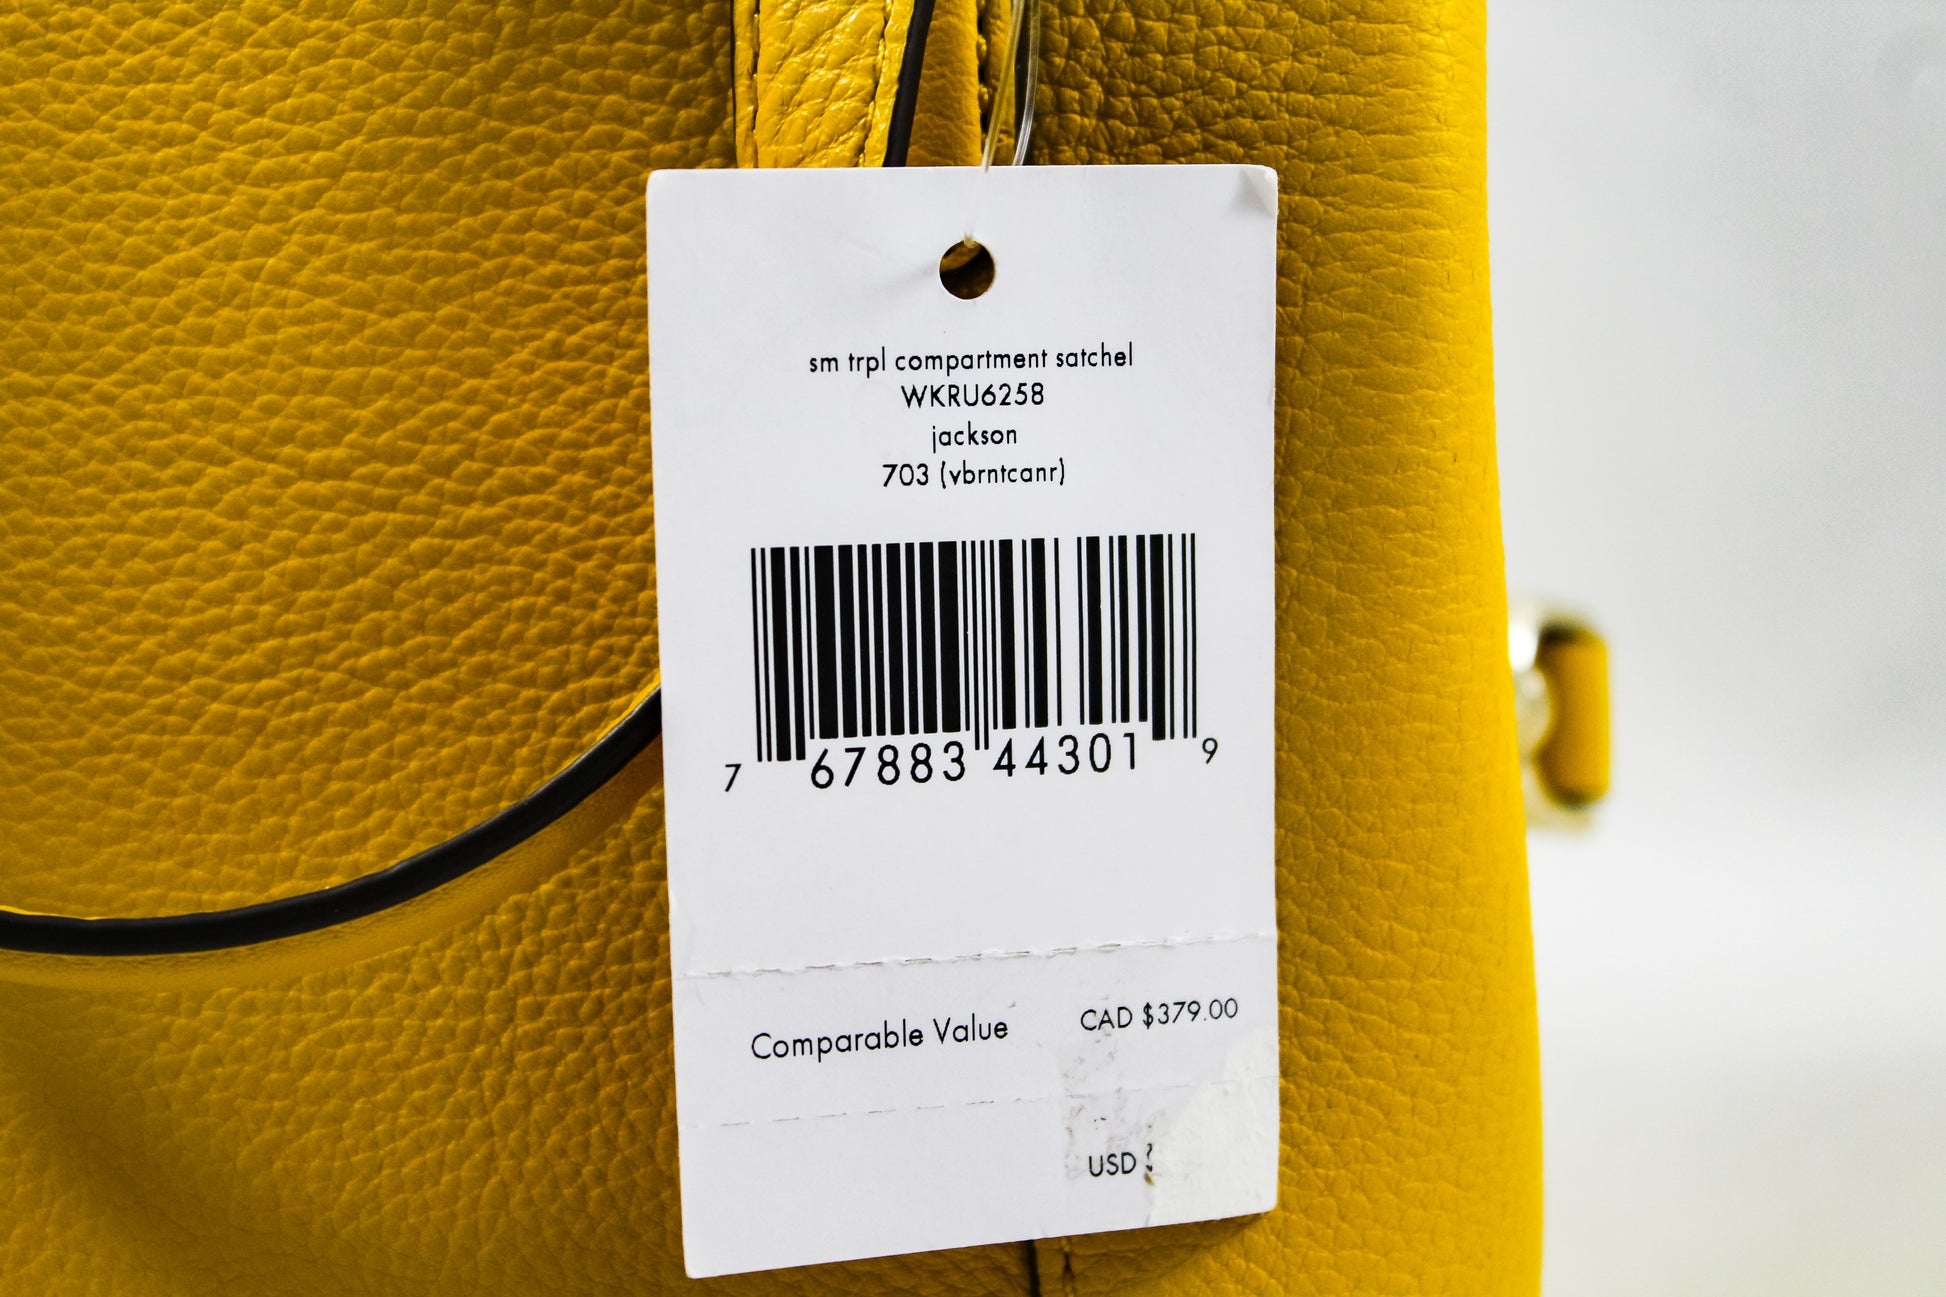 sm trpl compartment satchel
WKRU6258
jackson
703 (vbrntcanr)
7 67883 44301 9
Comparable Value CAD $379.00
USD